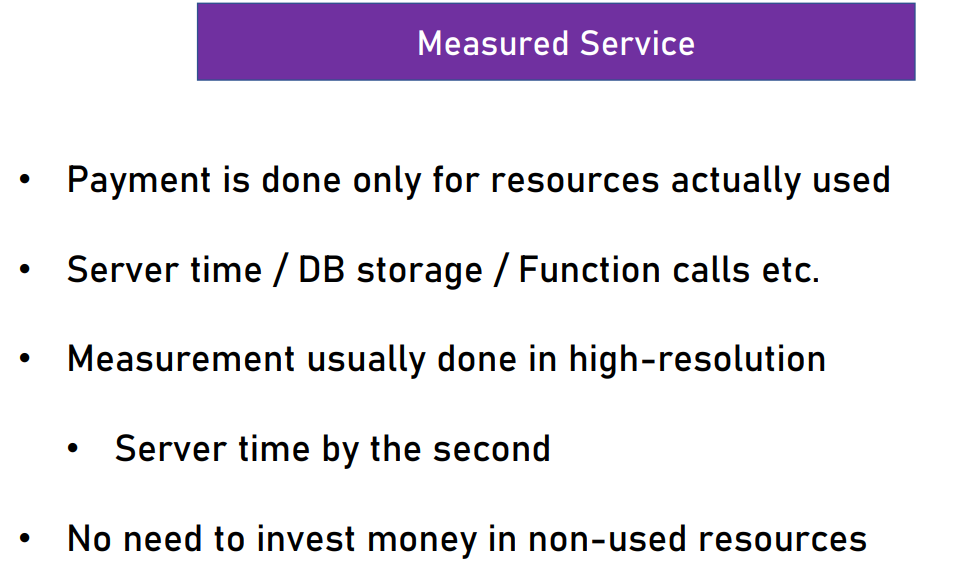 Measured Service
• Payment is done only for resources actually used
• Server time / DB storage / Function calls etc.
• Measurement usually done in high-resolution
• Server time by the second
• No need to invest money in non-used resources